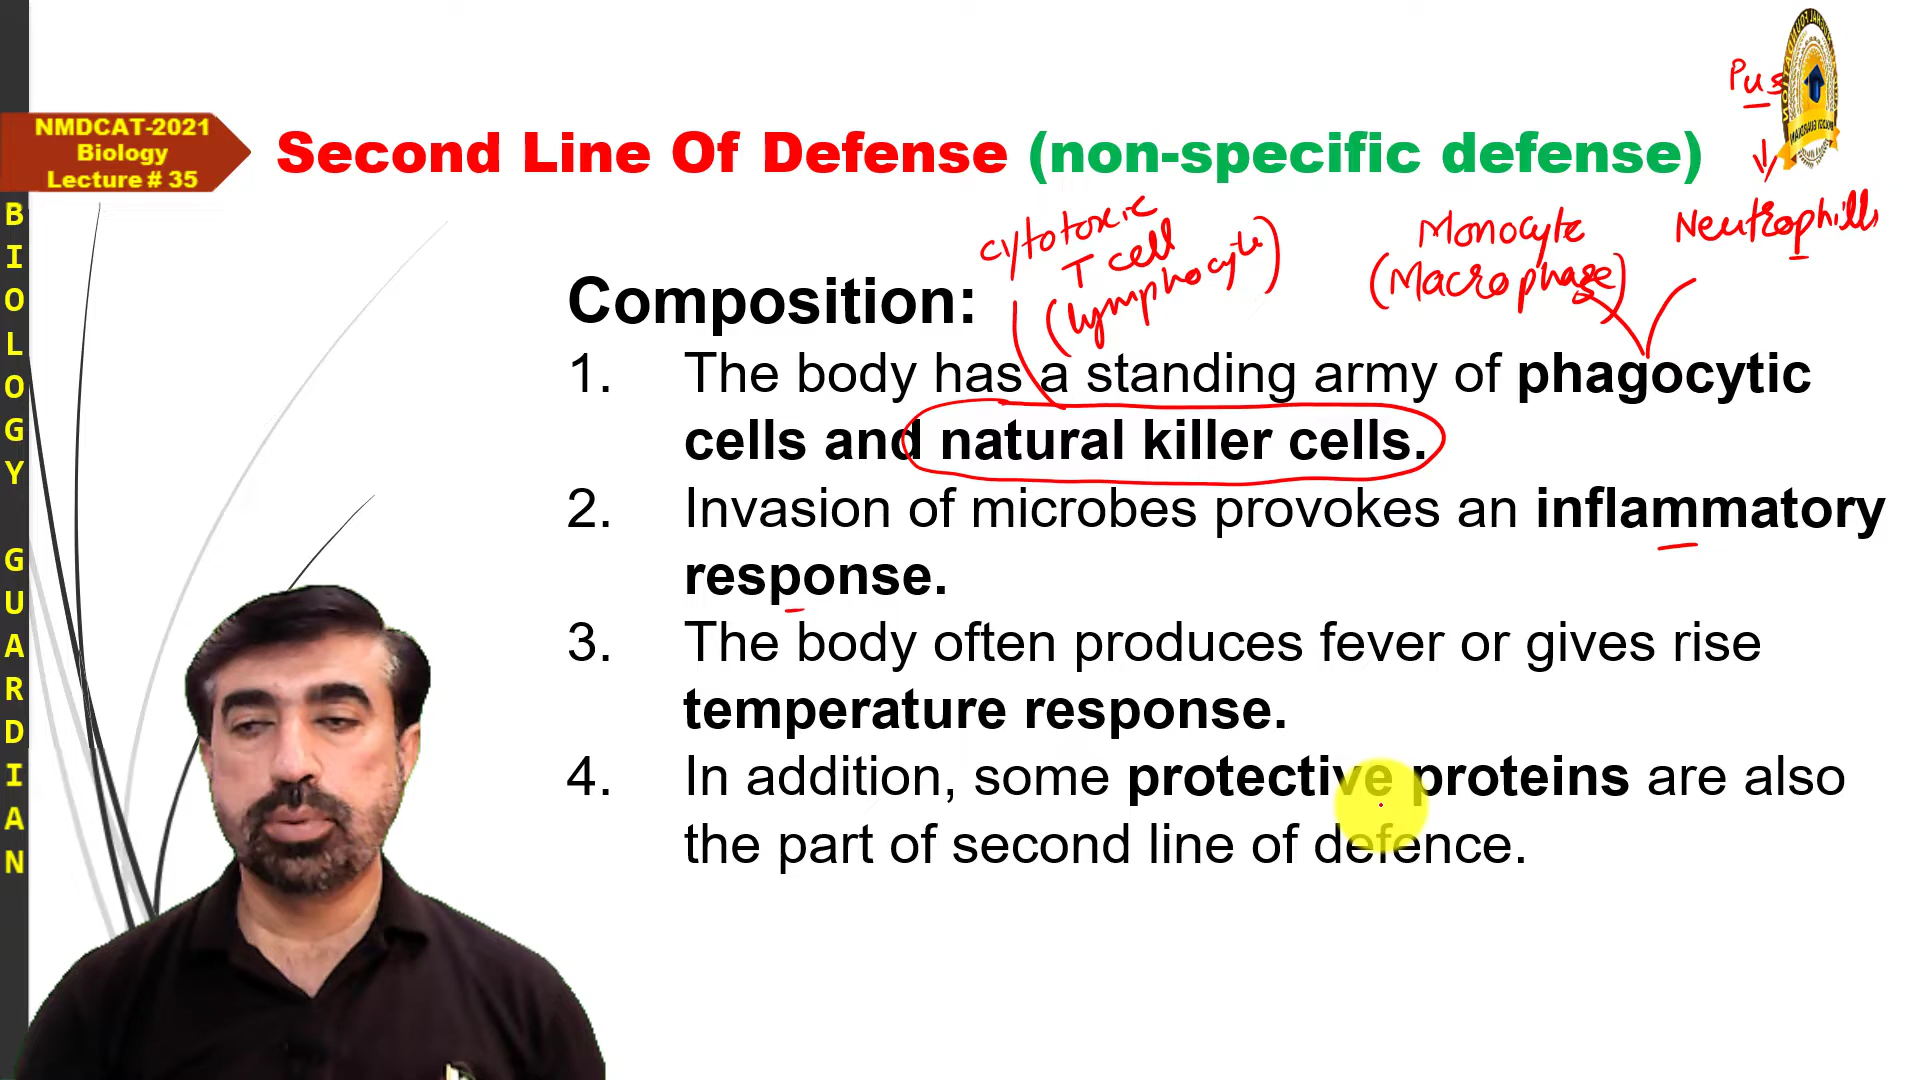 NMDCAT-2021
Biology
Lecture # 35
BIOLOGY GUARDIAN
Second Line Of Defense (non-specific defense)
Pus
Neutrophills
Monocyte
(Macrophage)
cytotoxic
T cell
(lymphocyte)
Composition:
1. The body has a standing army of phagocytic
cells and natural killer cells.
2. Invasion of microbes provokes an inflammatory
response.
3. The body often produces fever or gives rise
temperature response.
4. In addition, some protective proteins are also
the part of second line of defence.